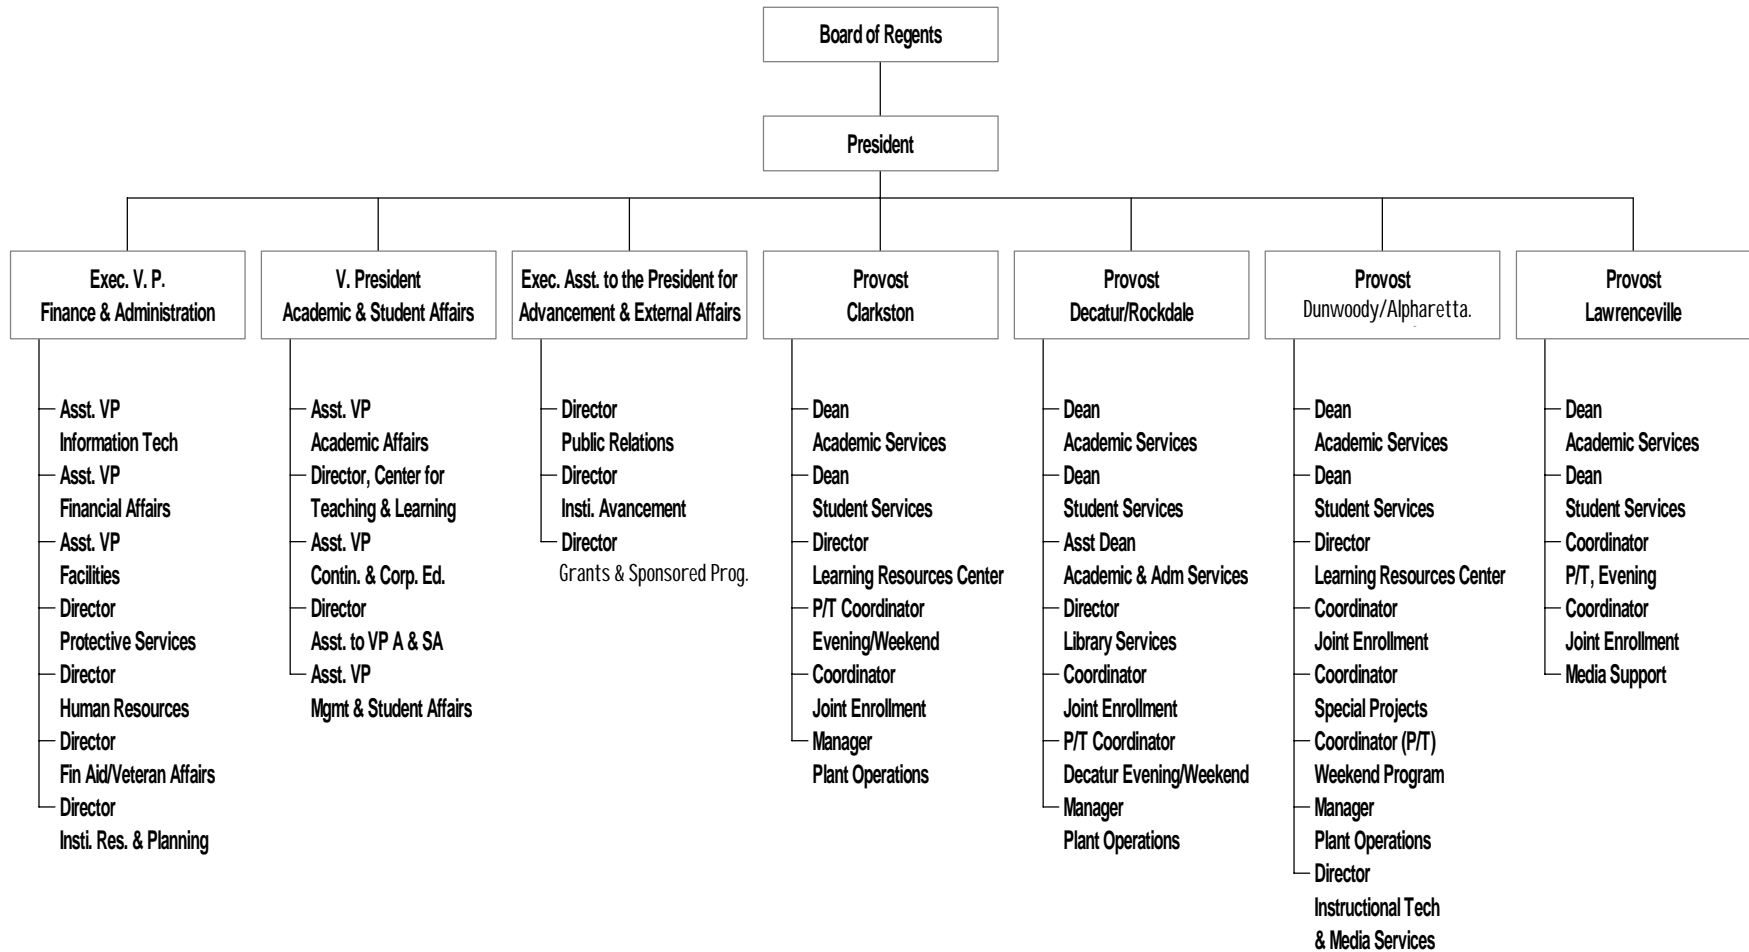 Board of Regents
President
Exec. V. P.
Finance & Administration
V. President
Academic & Student Affairs
Exec. Asst. to the President for
Advancement & External Affairs
Provost
Clarkston
Provost
Decatur/Rockdale
Provost
Dunwoody/Alpharetta.
Provost
Lawrenceville
Asst. VP
Information Tech
Asst. VP
Financial Affairs
Asst. VP
Facilities
Director
Protective Services
Director
Human Resources
Director
Fin Aid/Veteran Affairs
Director
Insti. Res. & Planning
Asst. VP
Academic Affairs
Director, Center for
Teaching & Learning
Asst. VP
Contin. & Corp. Ed.
Director
Asst. to VP A & SA
Asst. VP
Mgmt & Student Affairs
Director
Public Relations
Director
Insti. Avancement
Director
Grants & Sponsored Prog.
Dean
Academic Services
Dean
Student Services
Director
Learning Resources Center
P/T Coordinator
Evening/Weekend
Coordinator
Joint Enrollment
Manager
Plant Operations
Dean
Academic Services
Dean
Student Services
Asst Dean
Academic & Adm Services
Director
Library Services
Coordinator
Joint Enrollment
P/T Coordinator
Decatur Evening/Weekend
Manager
Plant Operations
Dean
Academic Services
Dean
Student Services
Director
Learning Resources Center
Coordinator
Joint Enrollment
Coordinator
Special Projects
Coordinator (P/T)
Weekend Program
Manager
Plant Operations
Director
Instructional Tech
& Media Services
Dean
Academic Services
Dean
Student Services
Coordinator
P/T, Evening
Coordinator
Joint Enrollment
Media Support